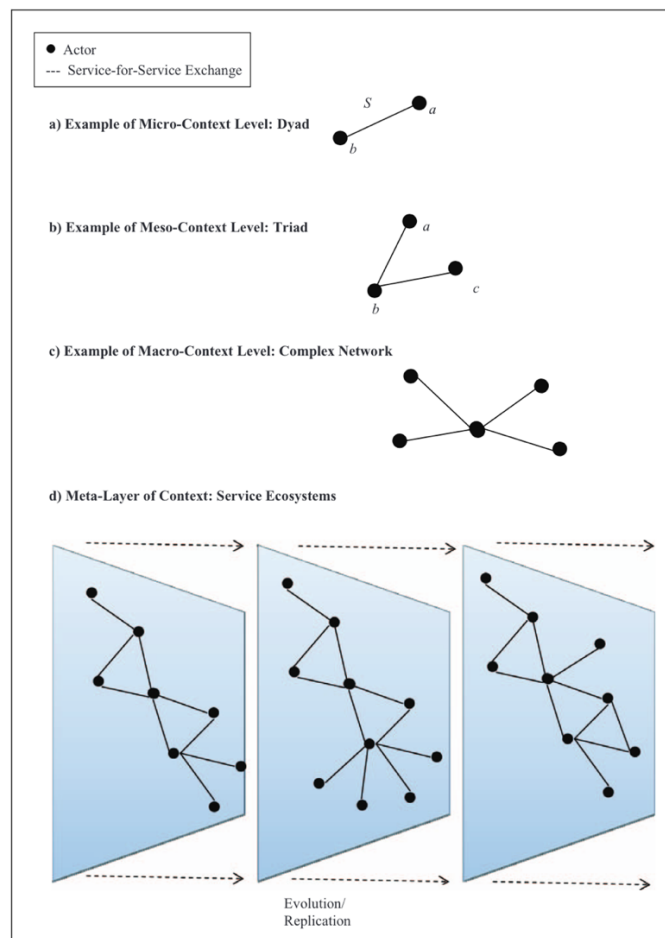 Actor
Service-for-Service Exchange
a) Example of Micro-Context Level: Dyad
S
a
b
b) Example of Meso-Context Level: Triad
a
c
b
c) Example of Macro-Context Level: Complex Network
d) Meta-Layer of Context: Service Ecosystems
Evolution/
Replication